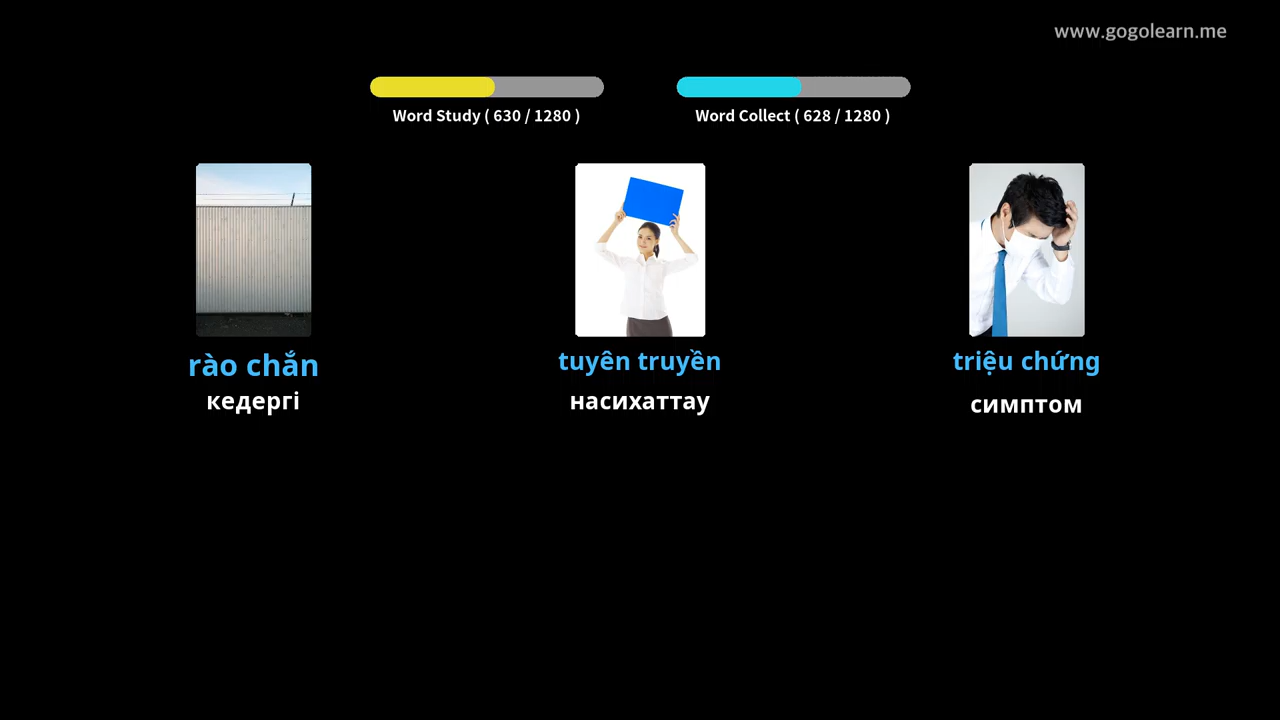 www.gogolearn.me
Word Study ( 630 / 1280 )
Word Collect ( 628 / 1280 )
rào chắn
кедергі
tuyên truyền
насихаттау
triệu chứng
симптом